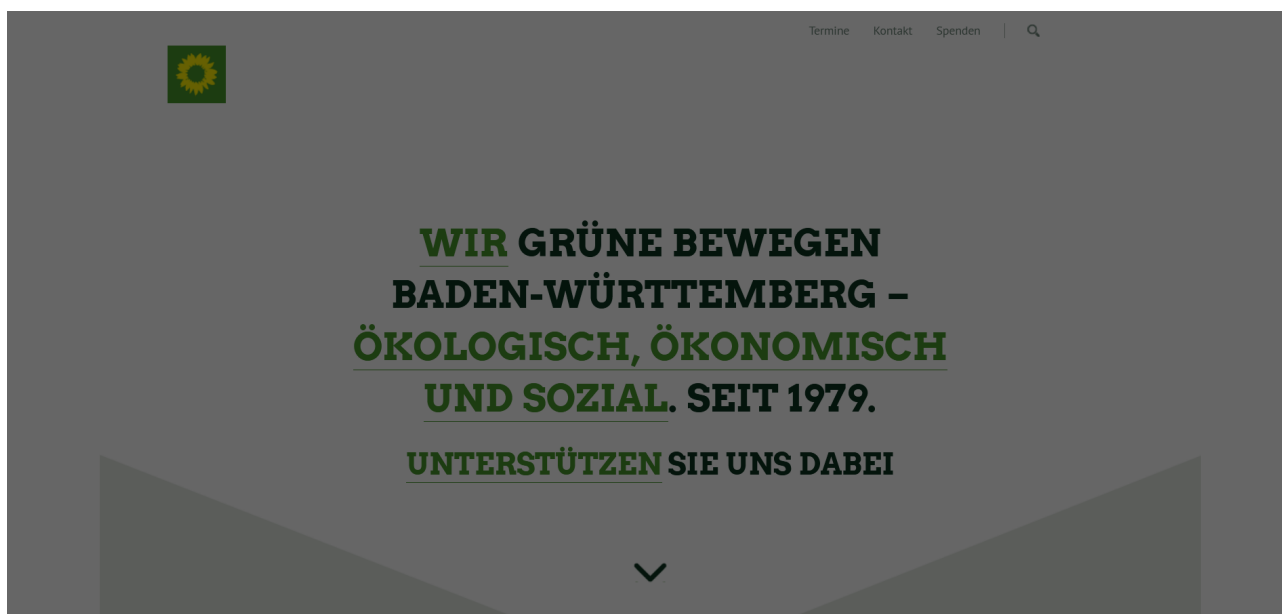 Termine Kontakt Spenden
WIR GRÜNE BEWEGEN
BADEN-WÜRTTEMBERG –
ÖKOLOGISCH, ÖKONOMISCH
UND SOZIAL. SEIT 1979.
UNTERSTÜTZEN SIE UNS DABEI